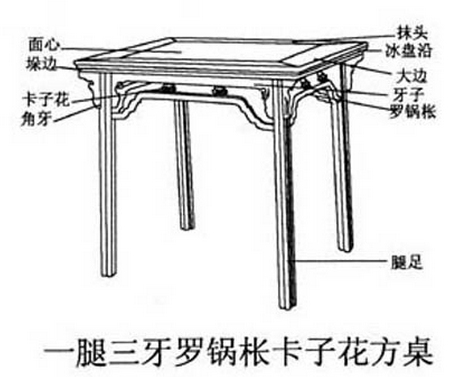 面心
垛边
卡子花
角牙
抹头
冰盘沿
大边
牙子
罗锅枨
腿足
一腿三牙罗锅枨卡子花方桌